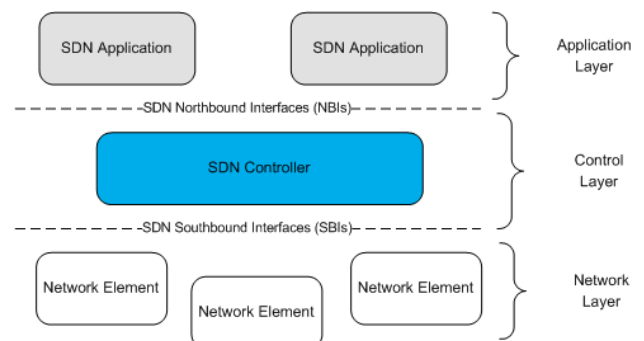 SDN Application
SDN Application
Application
Layer
SDN Northbound Interfaces (NBIs)
SDN Controller
Control
Layer
SDN Southbound Interfaces (SBIs)
Network Element
Network Element
Network Element
Network
Layer